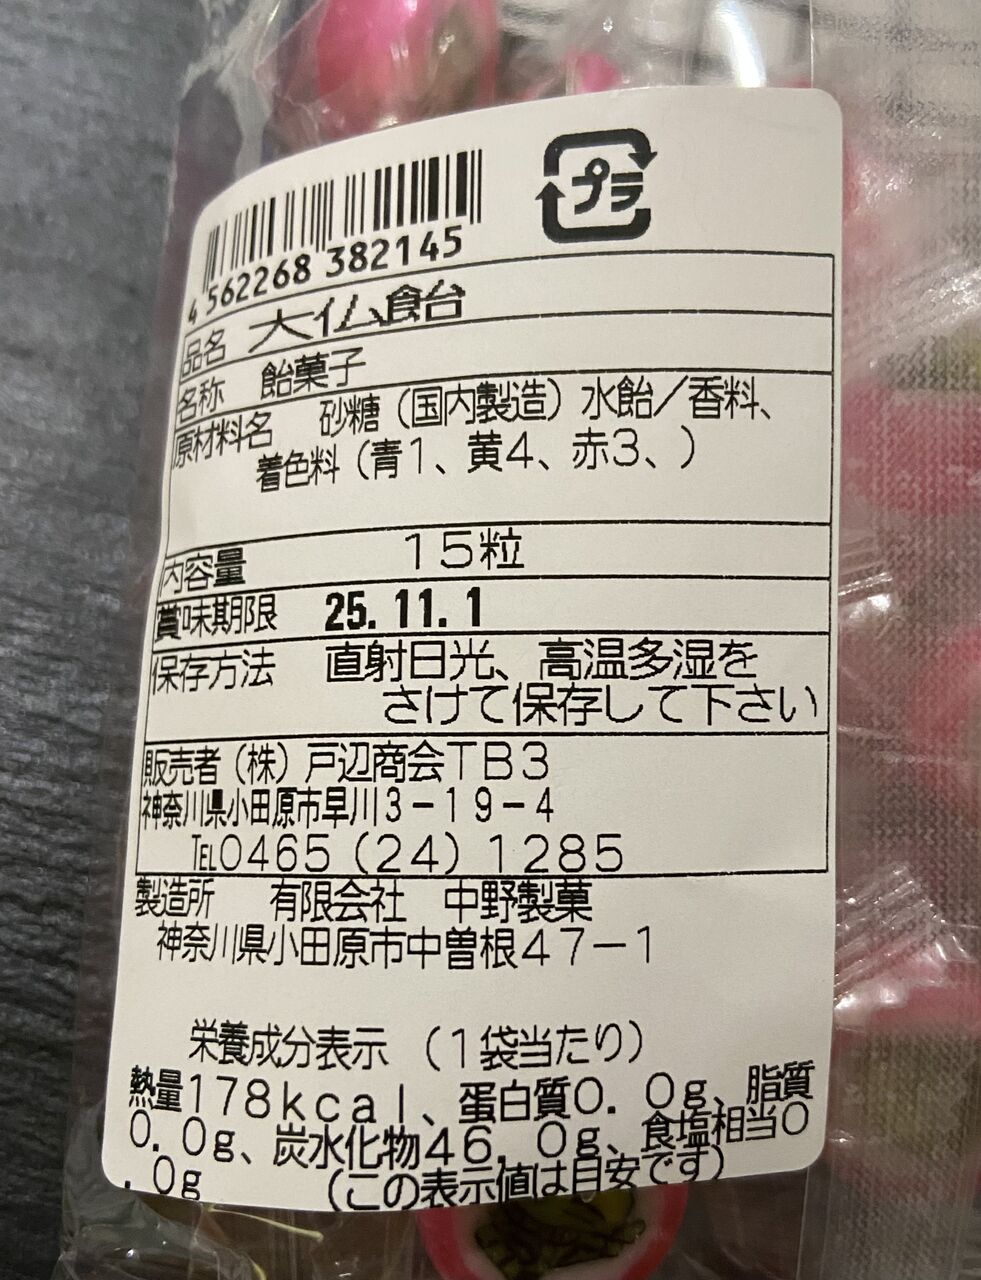 4 562268 382145
プラ
品名 大仏飴
名称 飴菓子
原材料名 砂糖（国内製造）水飴／香料、
着色料（青1、黄4、赤3、）
内容量 15粒
賞味期限 25.11.1
保存方法 直射日光、高温多湿を
さけて保存して下さい
販売者（株）戸辺商会TB3
神奈川県小田原市早川3-19-4
℡0465（24）1285
製造所 有限会社 中野製菓
神奈川県小田原市中曽根47-1
栄養成分表示（1袋当たり）
熱量178kcal、蛋白質0.0g、脂質
0.0g、炭水化物46.0g、食塩相当0
.0g （この表示値は目安です）